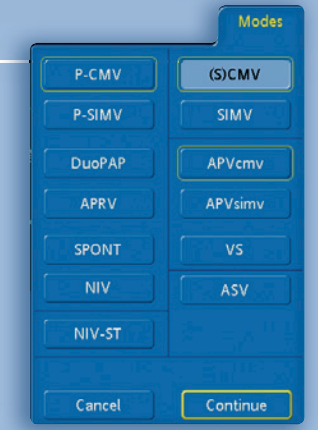 Modes
P-CMV
(S)CMV
P-SIMV
SIMV
DuoPAP
APVcmv
APRV
APVsimv
SPONT
VS
NIV
ASV
NIV-ST
Cancel
Continue